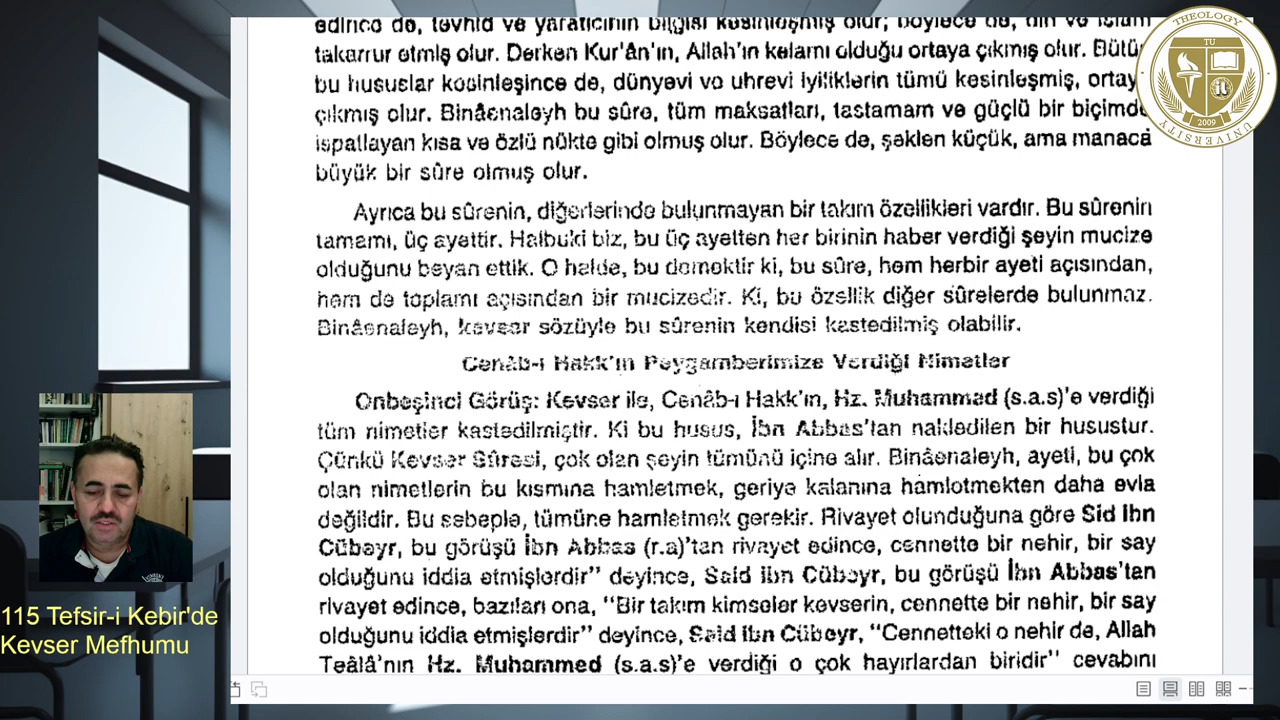 edince de, tevhid ve yaratıcının bilgisi kesinleşmiş olur; böylece de, din ve islam
takarrur etmiş olur. Derken Kur'ân'ın, Allah'ın kelamı olduğu ortaya çıkmış olur. Bütü
bu hususlar kesinleşince de, dünyevi ve uhrevi iyiliklerin tümü kesinleşmiş, ortay
çıkmış olur. Binâenaleyh bu sûre, tüm maksatları, tastamam ve güçlü bir biçimde
ispatlayan kısa ve özlü nükte gibi olmuş olur. Böylece de, şeklen küçük, ama manaca
büyük bir sûre olmuş olur.
Ayrıca bu sûrenin, diğerlerinde bulunmayan bir takım özellikleri vardır. Bu sûrenin
tamamı, üç ayettir. Halbuki biz, bu üç ayetten her birinin haber verdiği şeyin mucize
olduğunu beyan ettik. O halde, bu demektir ki, bu sûre, hem herbir ayeti açısından,
hem de toplamı açısından bir mucizedir. Ki, bu özellik diğer sûrelerde bulunmaz.
Binâenaleyh, kevser sözüyle bu sûrenin kendisi kastedilmiş olabilir.
Cenâb-ı Hakk'ın Peygamberimize Verdiği Nimetler
Onbeşinci Görüş: Kevser ile, Cenâb-ı Hakk'ın, Hz. Muhammed (s.a.s)'e verdiği
tüm nimetler kastedilmiştir. Ki bu husus, İbn Abbas'tan nakledilen bir husustur.
Çünkü Kevser Sûresi, çok olan şeyin tümünü içine alır. Binâenaleyh, ayeti, bu çok
olan nimetlerin bu kısmına hamletmek, geriye kalanına hamletmekten daha evla
değildir. Bu sebeple, tümüne hamletmek gerekir. Rivayet olunduğuna göre Sid ibn
Cübeyr, bu görüşü İbn Abbas (r.a)'tan rivayet edince, cennette bir nehir, bir say
olduğunu iddia etmişlerdir" deyince, Said ibn Cübeyr, bu görüşü İbn Abbas'tan
rivayet edince, bazıları ona, "Bir takım kimseler kevserin, cennette bir nehir, bir say
olduğunu iddia etmişlerdir" deyince, Said ibn Cübeyr, "Cennetteki o nehir de, Allah
Teâlâ'nın Hz. Muhammed (s.a.s)'e verdiği o çok hayırlardan biridir" cevabını
THEOLOGY
TU
2009
UNIVERSITY
115 Tefsir-i Kebir'de
Kevser Mefhumu